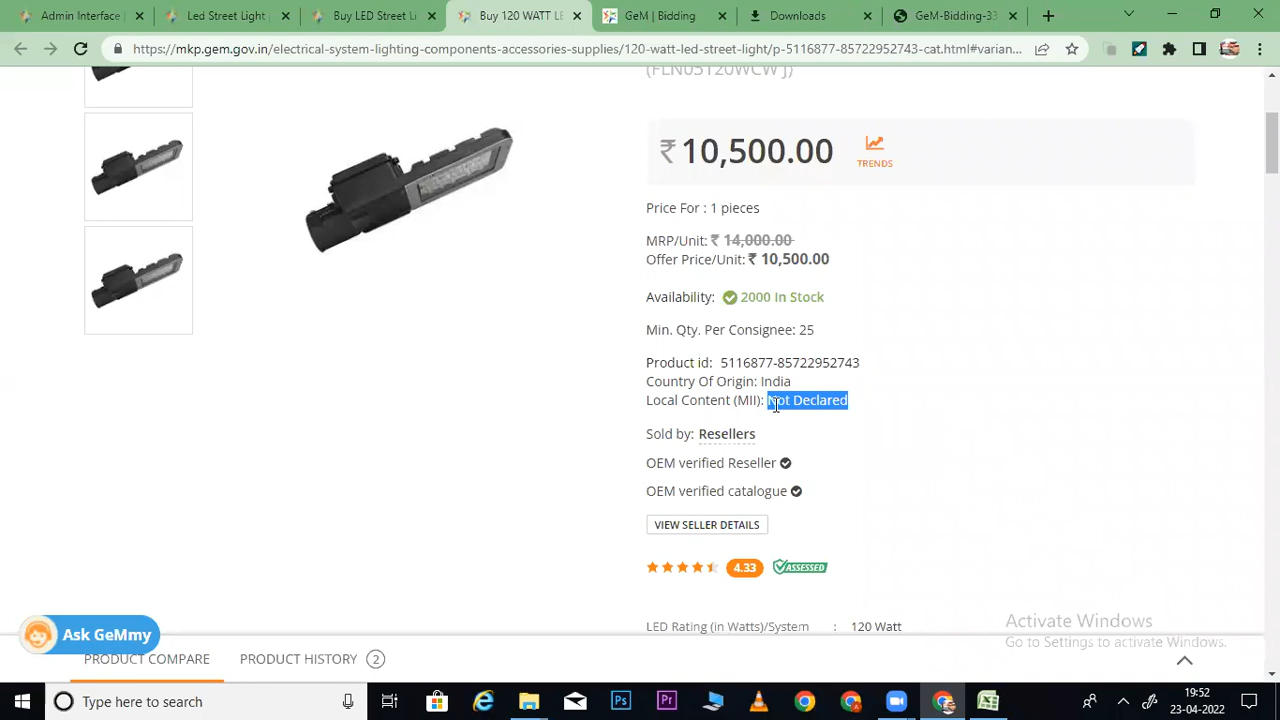 Admin Interface
Led Street Light
Buy LED Street Li
Buy 120 WATT LE
GeM | Bidding
Downloads
GeM-Bidding-33
https://mkp.gem.gov.in/electrical-system-lighting-components-accessories-supplies/120-watt-led-street-light/p-5116877-85722952743-cat.html#varian...
(FLN05120WCW J)
₹ 10,500.00
TRENDS
Price For : 1 pieces
MRP/Unit: ₹ 14,000.00
Offer Price/Unit: ₹ 10,500.00
Availability: 2000 In Stock
Min. Qty. Per Consignee: 25
Product id: 5116877-85722952743
Country Of Origin: India
Local Content (MII): Not Declared
Sold by: Resellers
OEM verified Reseller
OEM verified catalogue
VIEW SELLER DETAILS
4.33 ASSESSED
LED Rating (in Watts)/System : 120 Watt
Activate Windows
Go to Settings to activate Windows.
Ask GeMmy
PRODUCT COMPARE PRODUCT HISTORY 2
Type here to search
19:52
23-04-2022